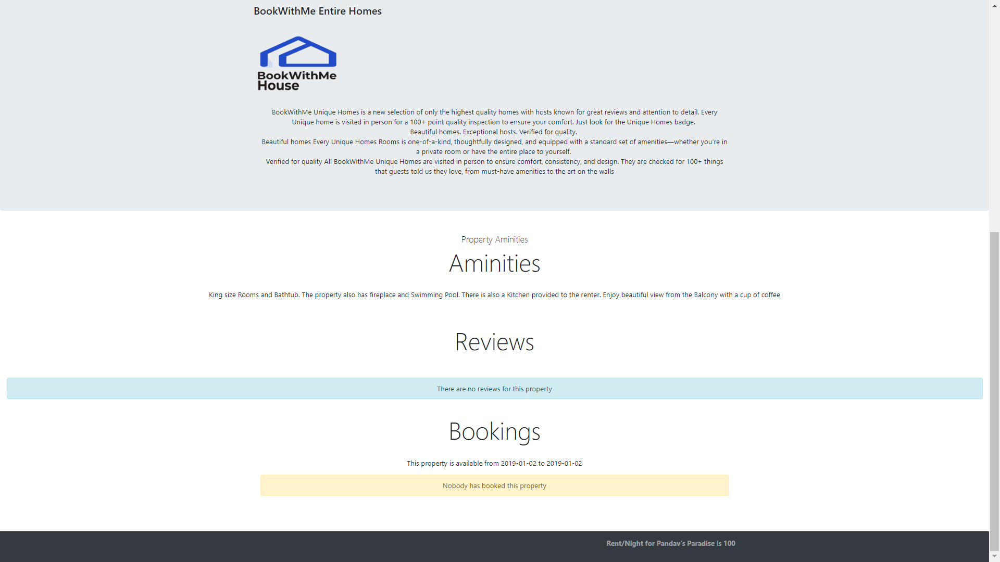 BookWithMe Entire Homes
BookWithMe
House
BookWithMe Unique Homes is a new selection of only the highest quality homes with hosts known for great reviews and attention to detail. Every
Unique home is visited in person for a 100+ point quality inspection to ensure your comfort. Just look for the Unique Homes badge.
Beautiful homes. Exceptional hosts. Verified for quality.
Beautiful homes Every Unique Homes Rooms is one-of-a-kind, thoughtfully designed, and equipped with a standard set of amenities—whether you're in
a private room or have the entire place to yourself.
Verified for quality All BookWithMe Unique Homes are visited in person to ensure comfort, consistency, and design. They are checked for 100+ things
that guests told us they love, from must-have amenities to the art on the walls
Property Aminities
Aminities
King size Rooms and Bathtub. The property also has fireplace and Swimming Pool. There is also a Kitchen provided to the renter. Enjoy beautiful view from the Balcony with a cup of coffee
Reviews
There are no reviews for this property
Bookings
This property is available from 2019-01-02 to 2019-01-02
Nobody has booked this property
Rent/Night for Pandav's Paradise is 100